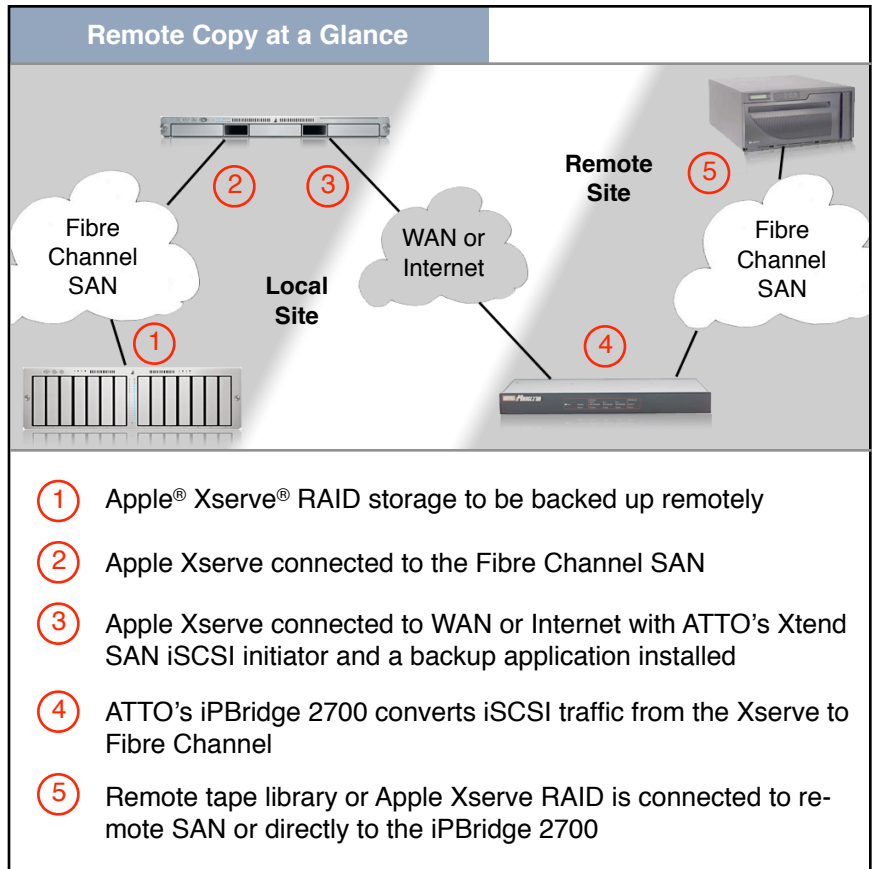 Remote Copy at a Glance
2
3
Remote
Site
5
Fibre
Channel
SAN
WAN or
Internet
Fibre
Channel
SAN
Local
Site
1
4
1 Apple® Xserve® RAID storage to be backed up remotely
2 Apple Xserve connected to the Fibre Channel SAN
3 Apple Xserve connected to WAN or Internet with ATTO's Xtend
SAN iSCSI initiator and a backup application installed
4 ATTO's iPBridge 2700 converts iSCSI traffic from the Xserve to
Fibre Channel
5 Remote tape library or Apple Xserve RAID is connected to re-
mote SAN or directly to the iPBridge 2700